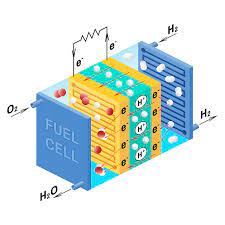 H₂
e⁻ e⁻
O₂
H₂
FUEL
CELL
e⁻ H⁺ e⁻
e⁻ H⁺ e⁻
e⁻ H⁺ e⁻
e⁻ H⁺ e⁻
H₂O